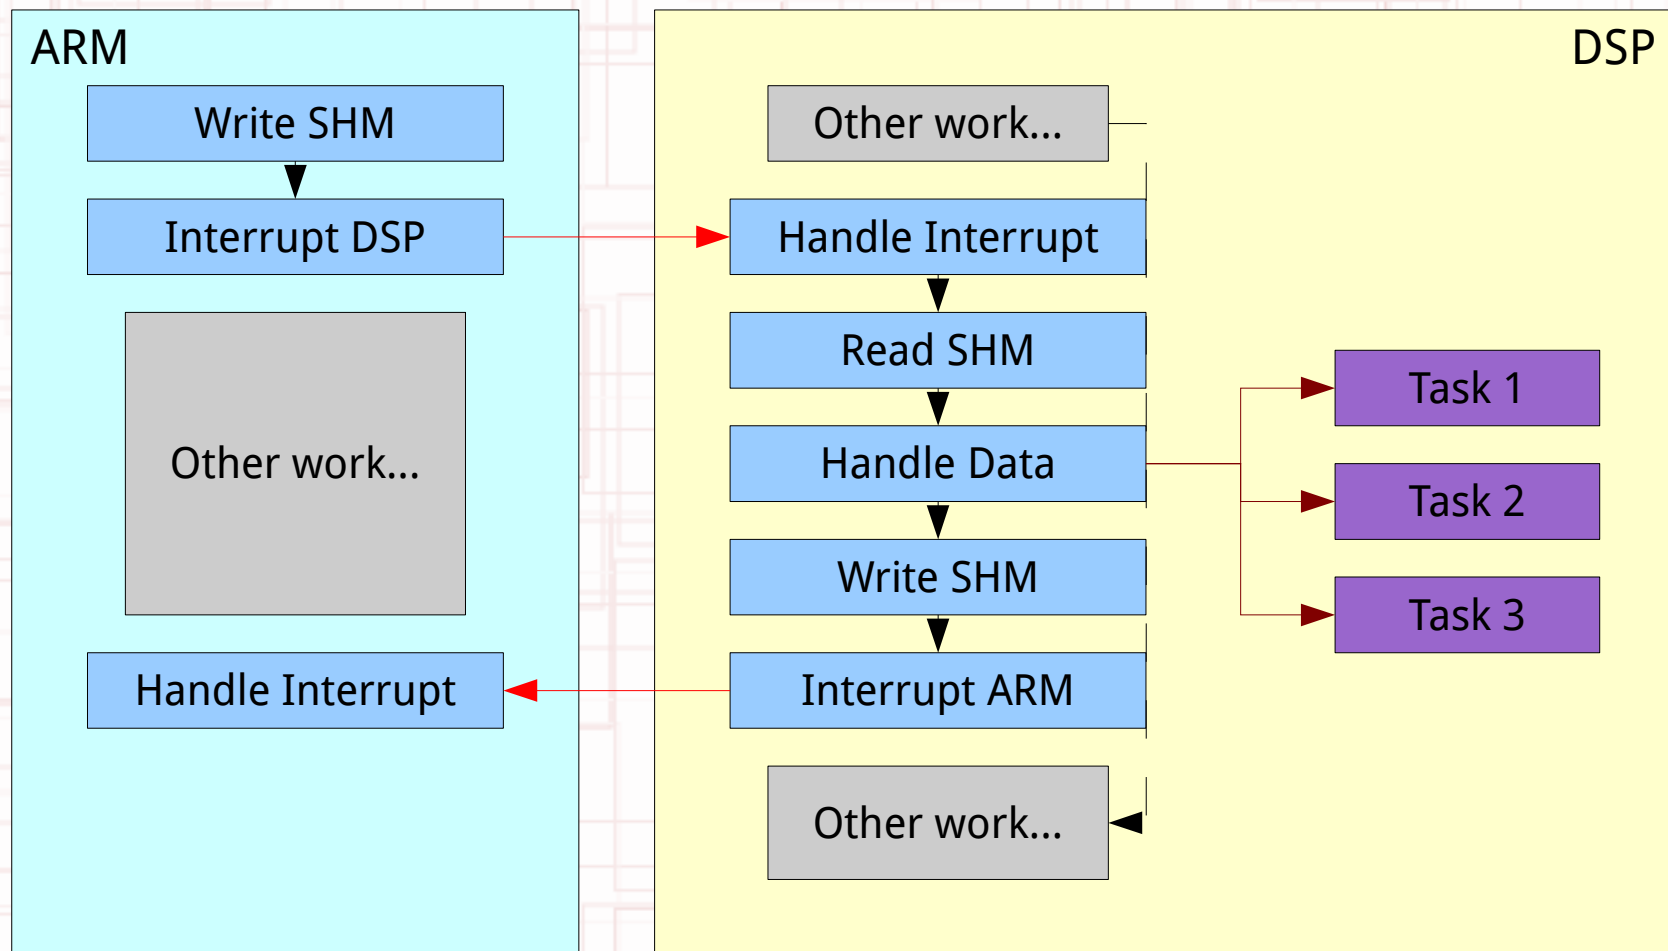 ARM
Write SHM
Interrupt DSP
Other work...
Handle Interrupt
DSP
Other work...
Handle Interrupt
Read SHM
Handle Data
Write SHM
Interrupt ARM
Other work...
Task 1
Task 2
Task 3